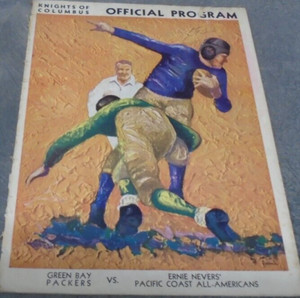 KNIGHTS OF
COLUMBUS
OFFICIAL PROGRAM
GREEN BAY
PACKERS
VS.
ERNIE NEVERS'
PACIFIC COAST ALL-AMERICANS